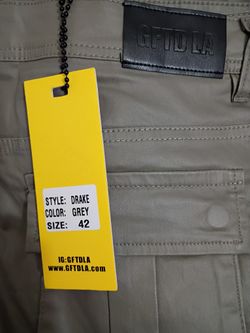 GFTD LA
STYLE: DRAKE
COLOR: GREY
SIZE: 42
IG:GFTDLA
www.GFTDLA.com